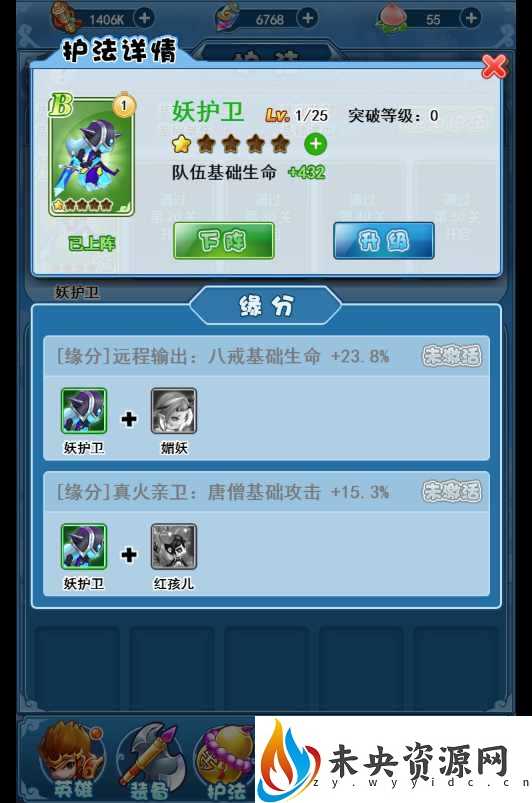 1406K
6768
55
护法详情
B
1
妖护卫 Lv. 1/25 突破等级：0
队伍基础生命 +432
已上阵
下阵
升级
妖护卫
缘分
[缘分]远程输出：八戒基础生命 +23.8% 未激活
妖护卫 + 媚妖
[缘分]真火亲卫：唐僧基础攻击 +15.3% 未激活
妖护卫 + 红孩儿
英雄
装备
护法
未央资源网
zy.wyyidc.cn